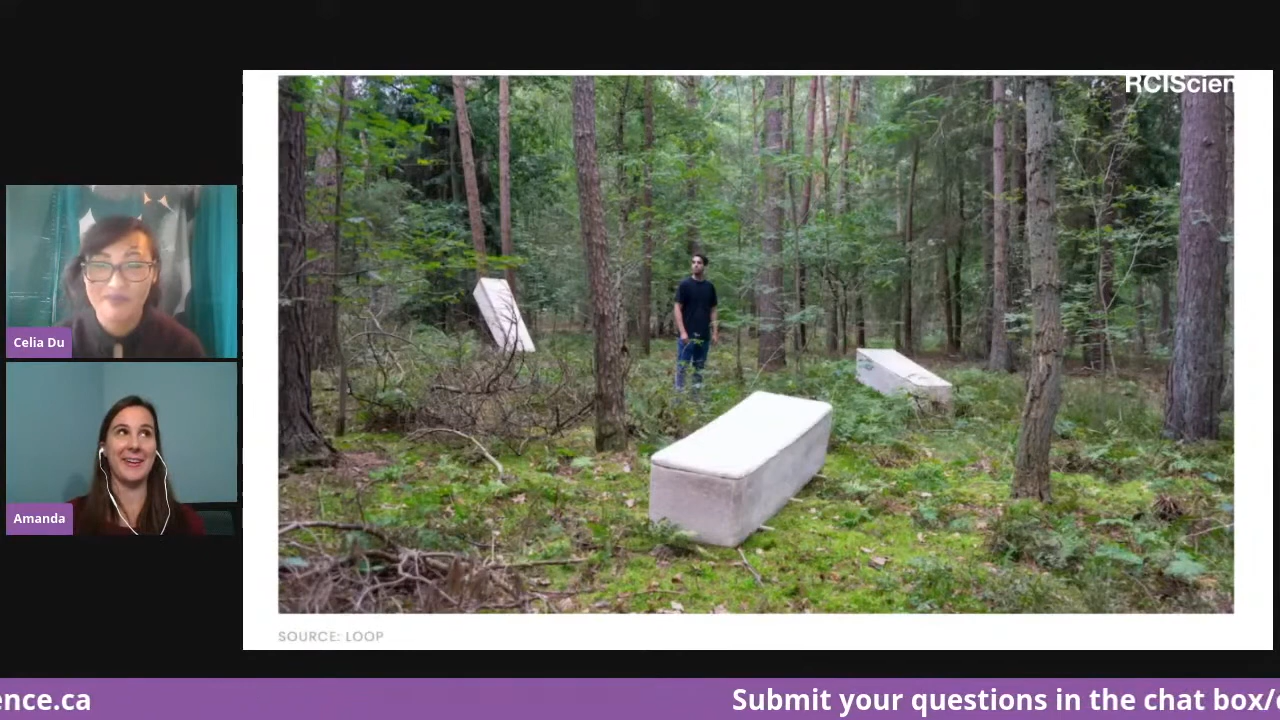 RCIScien
Celia Du
Amanda
SOURCE: LOOP
ence.ca
Submit your questions in the chat box/